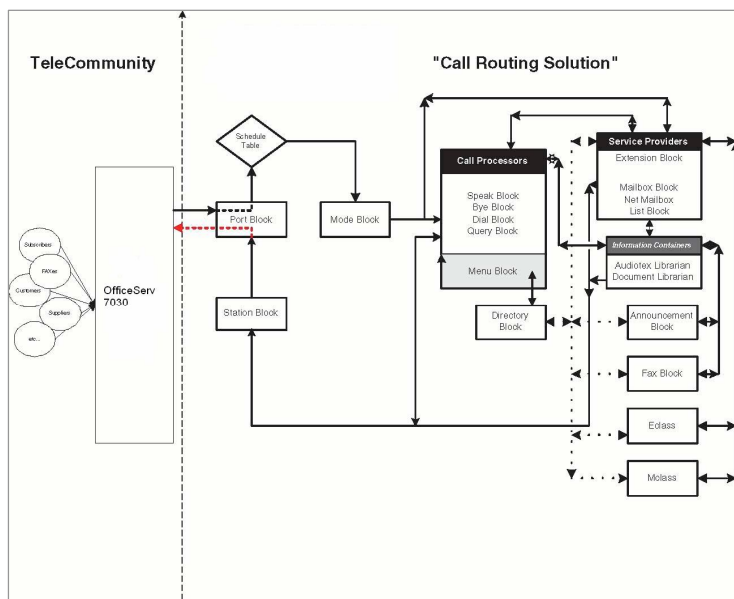 TeleCommunity
"Call Routing Solution"
Schedule
Table
Port Block
Mode Block
Station Block
Call Processors
Speak Block
Bye Block
Dial Block
Query Block
Menu Block
Directory
Block
Service Providers
Extension Block
Mailbox Block
Net Mailbox
List Block
Information Containers
Audiotex Librarian
Document Librarian
Announcement
Block
Fax Block
Eclass
Mclass
OfficeServ
7030
Subscribers
FAXes
Customers
Suppliers
etc...